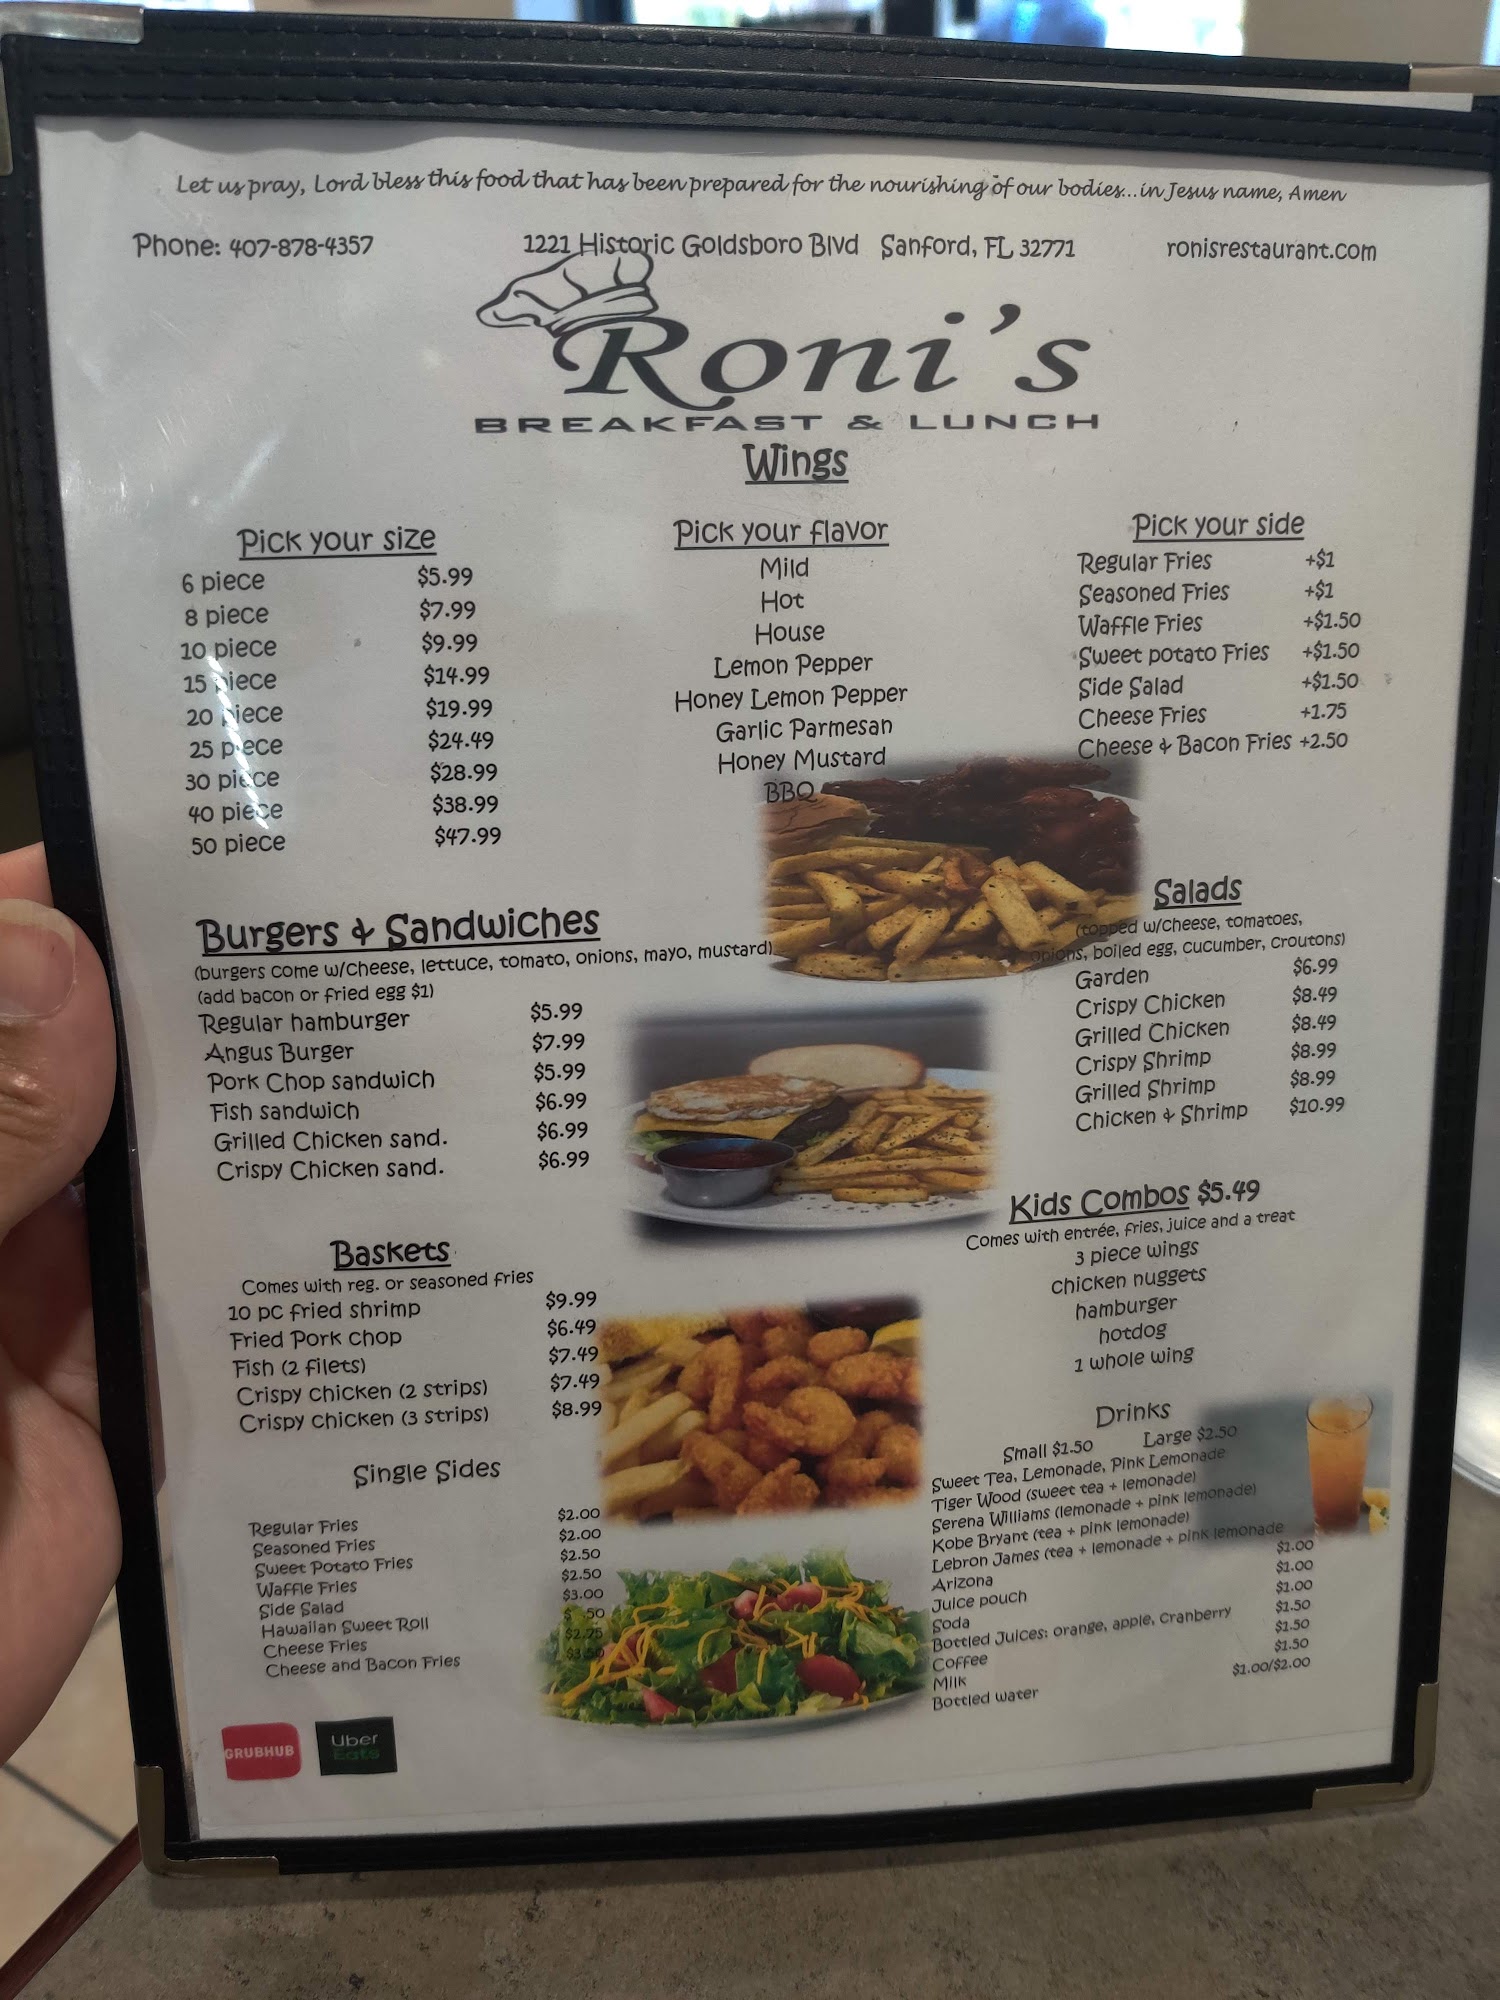 Let us pray, Lord bless this food that has been prepared for the nourishing of our bodies...in Jesus name, Amen
Phone: 407-878-4357 1221 Historic Goldsboro Blvd Sanford, FL 32771 ronisrestaurant.com
Roni's
BREAKFAST & LUNCH
Wings
Pick your size
6 piece $5.99
8 piece $7.99
10 piece $9.99
15 piece $14.99
20 piece $19.99
25 piece $24.49
30 piece $28.99
40 piece $38.99
50 piece $47.99
Pick your flavor
Mild
Hot
House
Lemon Pepper
Honey Lemon Pepper
Garlic Parmesan
Honey Mustard
BBQ
Pick your side
Regular Fries +$1
Seasoned Fries +$1
Waffle Fries +$1.50
Sweet potato Fries +$1.50
Side Salad +$1.50
Cheese Fries +1.75
Cheese & Bacon Fries +2.50
Burgers & Sandwiches
(burgers come w/cheese, lettuce, tomato, onions, mayo, mustard)
(add bacon or fried egg $1)
Regular hamburger $5.99
Angus Burger $7.99
Pork Chop sandwich $5.99
Fish sandwich $6.99
Grilled Chicken sand. $6.99
Crispy Chicken sand. $6.99
Salads
(topped w/cheese, tomatoes,
onions, boiled egg, cucumber, croutons)
Garden $6.99
Crispy Chicken $8.49
Grilled Chicken $8.49
Crispy Shrimp $8.99
Grilled Shrimp $8.99
Chicken & Shrimp $10.99
Baskets
Comes with reg. or seasoned fries
10 pc fried shrimp $9.99
Fried Pork chop $6.49
Fish (2 filets) $7.49
Crispy chicken (2 strips) $7.49
Crispy chicken (3 strips) $8.99
Kids Combos $5.49
Comes with entrée, fries, juice and a treat
3 piece wings
chicken nuggets
hamburger
hotdog
1 whole wing
Single Sides
Regular Fries $2.00
Seasoned Fries $2.00
Sweet Potato Fries $2.50
Waffle Fries $2.50
Side Salad $3.00
Hawaiian Sweet Roll $ .50
Cheese Fries $2.75
Cheese and Bacon Fries $3.50
Drinks
Small $1.50 Large $2.50
Sweet Tea, Lemonade, Pink Lemonade
Tiger Wood (sweet tea + lemonade)
Serena Williams (lemonade + pink lemonade)
Kobe Bryant (tea + pink lemonade)
Lebron James (tea + lemonade + pink lemonade
Arizona $1.00
Juice pouch $1.00
Soda $1.00
Bottled Juices: orange, apple, cranberry $1.50
Coffee $1.50
Milk $1.50
Bottled water $1.00/$2.00
GRUBHUB
Uber
Eats